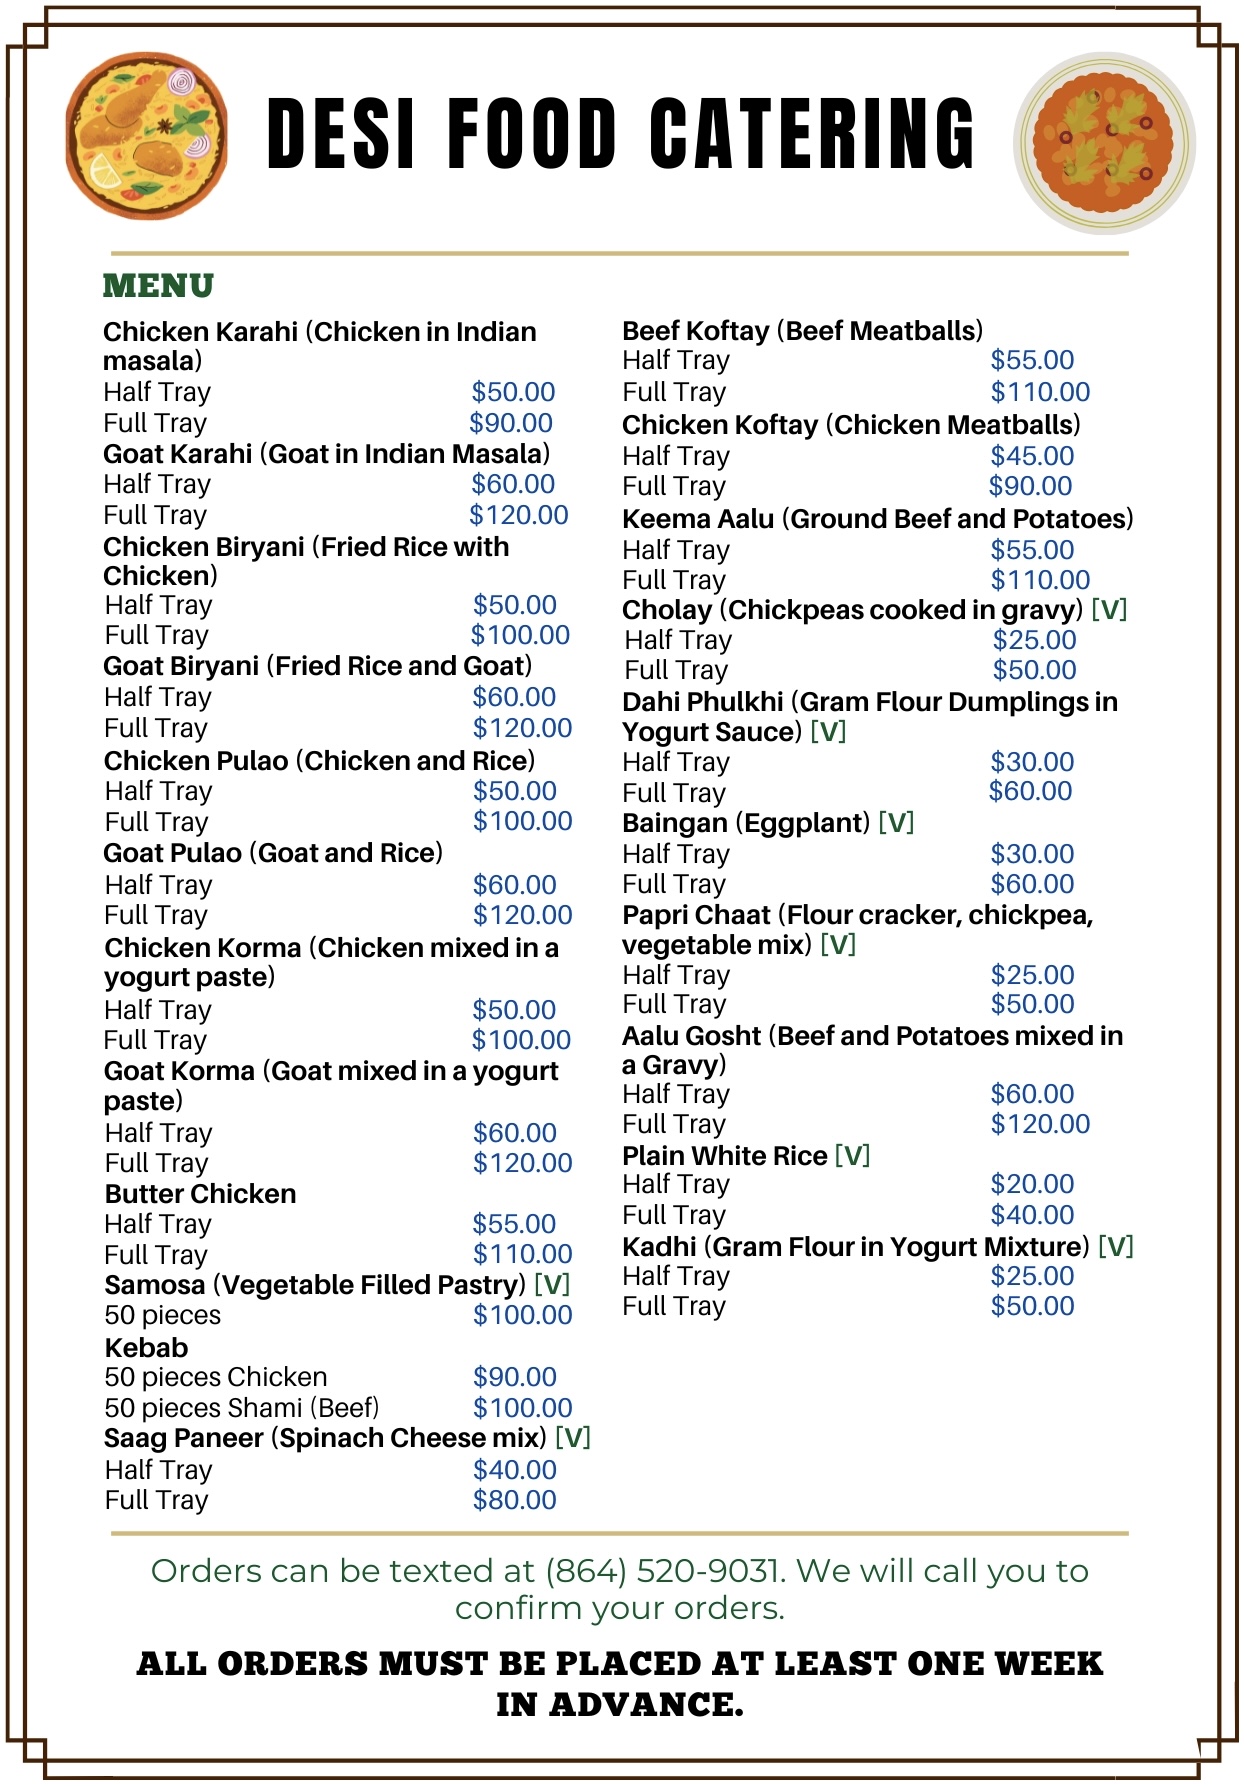 DESI FOOD CATERING
MENU
Chicken Karahi (Chicken in Indian
masala)
Half Tray $50.00
Full Tray $90.00
Goat Karahi (Goat in Indian Masala)
Half Tray $60.00
Full Tray $120.00
Chicken Biryani (Fried Rice with
Chicken)
Half Tray $50.00
Full Tray $100.00
Goat Biryani (Fried Rice and Goat)
Half Tray $60.00
Full Tray $120.00
Chicken Pulao (Chicken and Rice)
Half Tray $50.00
Full Tray $100.00
Goat Pulao (Goat and Rice)
Half Tray $60.00
Full Tray $120.00
Chicken Korma (Chicken mixed in a
yogurt paste)
Half Tray $50.00
Full Tray $100.00
Goat Korma (Goat mixed in a yogurt
paste)
Half Tray $60.00
Full Tray $120.00
Butter Chicken
Half Tray $55.00
Full Tray $110.00
Samosa (Vegetable Filled Pastry) [V]
50 pieces $100.00
Kebab
50 pieces Chicken $90.00
50 pieces Shami (Beef) $100.00
Saag Paneer (Spinach Cheese mix) [V]
Half Tray $40.00
Full Tray $80.00
Beef Koftay (Beef Meatballs)
Half Tray $55.00
Full Tray $110.00
Chicken Koftay (Chicken Meatballs)
Half Tray $45.00
Full Tray $90.00
Keema Aalu (Ground Beef and Potatoes)
Half Tray $55.00
Full Tray $110.00
Cholay (Chickpeas cooked in gravy) [V]
Half Tray $25.00
Full Tray $50.00
Dahi Phulkhi (Gram Flour Dumplings in
Yogurt Sauce) [V]
Half Tray $30.00
Full Tray $60.00
Baingan (Eggplant) [V]
Half Tray $30.00
Full Tray $60.00
Papri Chaat (Flour cracker, chickpea,
vegetable mix) [V]
Half Tray $25.00
Full Tray $50.00
Aalu Gosht (Beef and Potatoes mixed in
a Gravy)
Half Tray $60.00
Full Tray $120.00
Plain White Rice [V]
Half Tray $20.00
Full Tray $40.00
Kadhi (Gram Flour in Yogurt Mixture) [V]
Half Tray $25.00
Full Tray $50.00
Orders can be texted at (864) 520-9031. We will call you to
confirm your orders.
ALL ORDERS MUST BE PLACED AT LEAST ONE WEEK
IN ADVANCE.